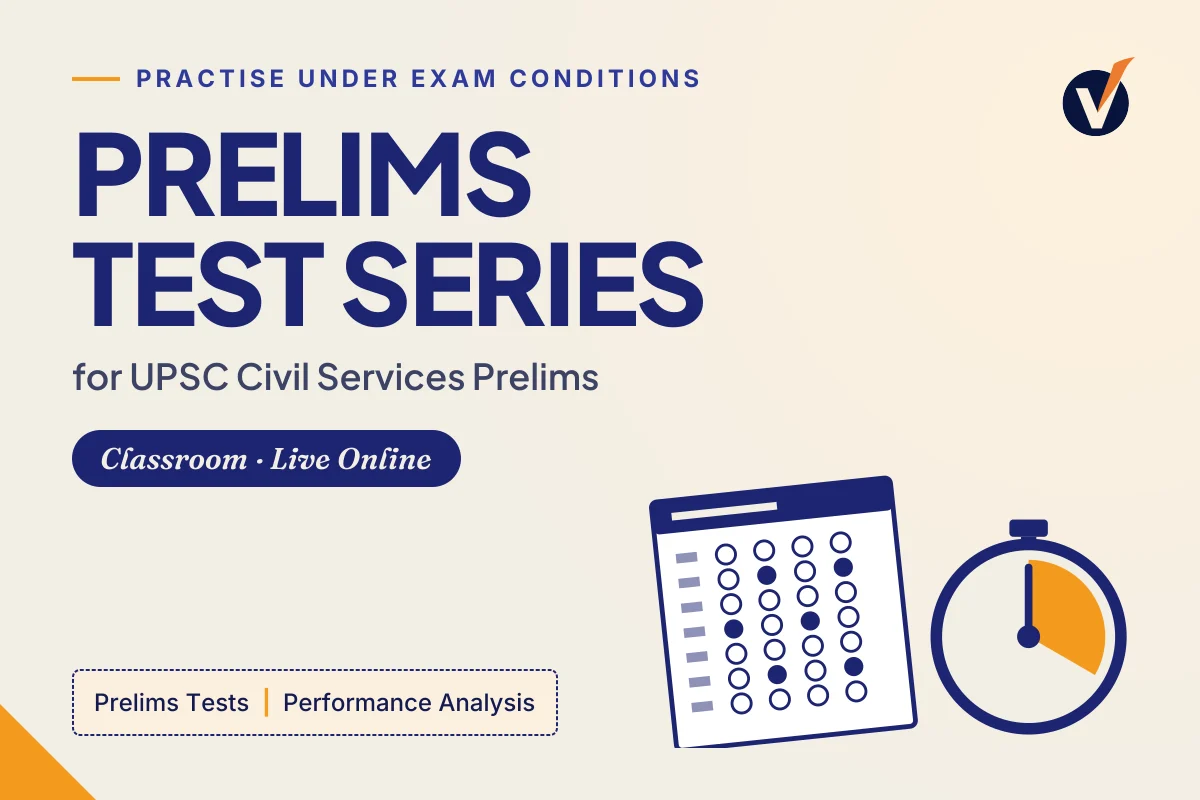 PRACTISE UNDER EXAM CONDITIONS
PRELIMS
TEST SERIES
for UPSC Civil Services Prelims
Classroom · Live Online
Prelims Tests | Performance Analysis
V